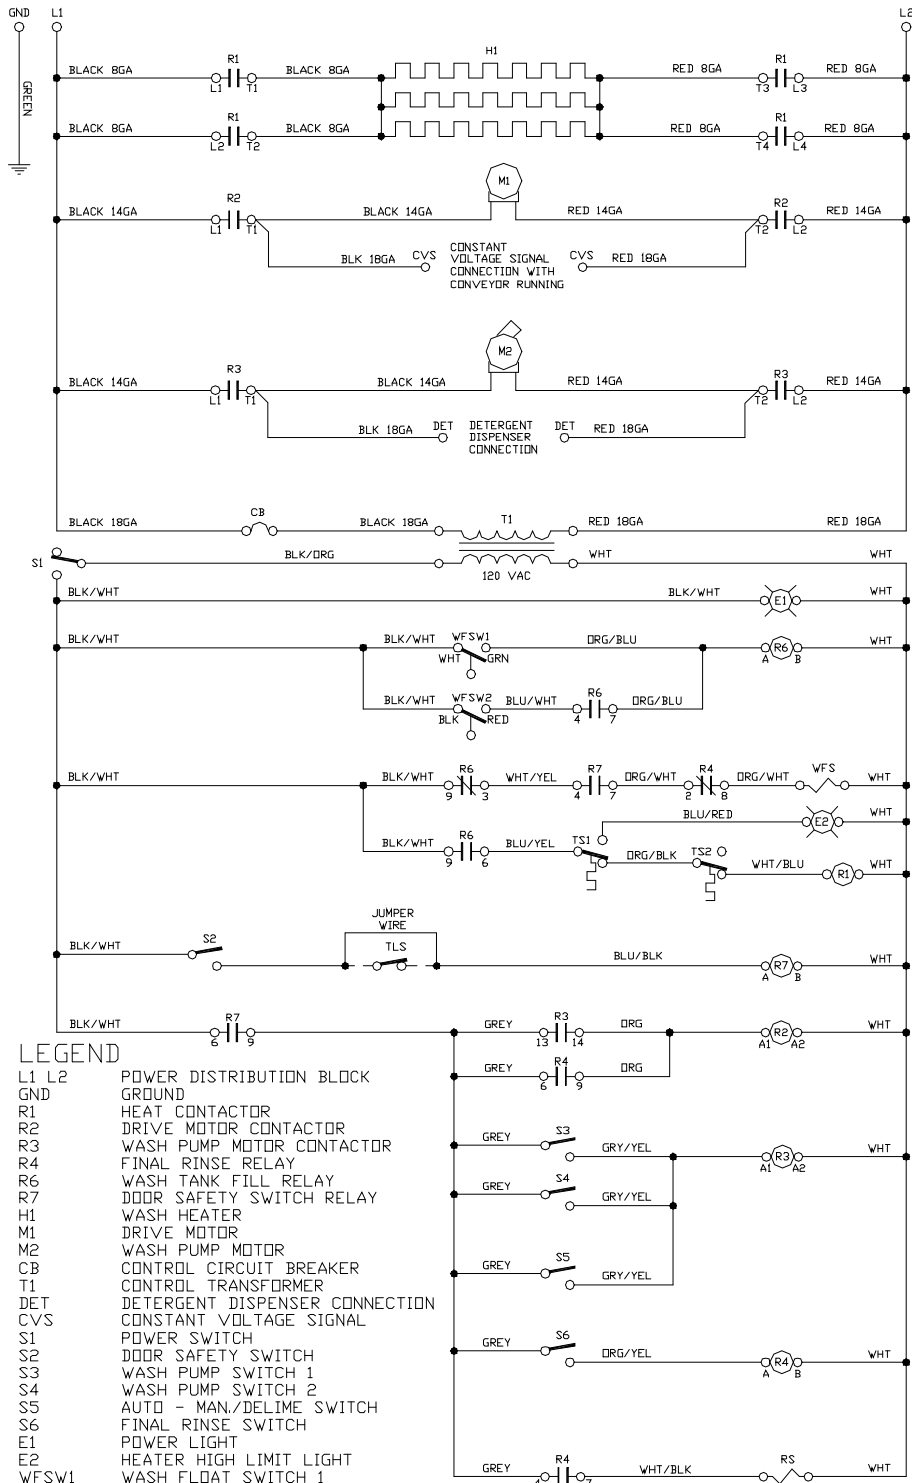 GND L1 L2
R1 H1 R1
BLACK 8GA BLACK 8GA RED 8GA RED 8GA
L1 T1 T3 L3
GREEN
R1 R1
BLACK 8GA BLACK 8GA RED 8GA RED 8GA
L2 T2 T4 L4
M1
R2 R2
BLACK 14GA BLACK 14GA RED 14GA RED 14GA
L1 T1 T2 L2
CONSTANT
BLK 18GA CVS VOLTAGE SIGNAL CVS RED 18GA
CONNECTION WITH
CONVEYOR RUNNING
M2
R3 R3
BLACK 14GA BLACK 14GA RED 14GA RED 14GA
L1 T1 T2 L2
BLK 18GA DET DETERGENT DET RED 18GA
DISPENSER
CONNECTION
CB T1
BLACK 18GA BLACK 18GA RED 18GA RED 18GA
S1 BLK/ORG WHT WHT
120 VAC
BLK/WHT BLK/WHT E1 WHT
BLK/WHT BLK/WHT WFSW1 ORG/BLU R6 WHT
WHT GRN A B
BLK/WHT WFSW2 BLU/WHT R6 ORG/BLU
BLK RED 4 7
BLK/WHT BLK/WHT R6 WHT/YEL R7 ORG/WHT R4 ORG/WHT WFS WHT
9 3 4 7 2 8
BLU/RED E2 WHT
BLK/WHT R6 BLU/YEL TS1 ORG/BLK TS2 WHT/BLU R1 WHT
9 6
JUMPER
WIRE
BLK/WHT S2 TLS BLU/BLK R7 WHT
A B
BLK/WHT R7 GREY R3 ORG R2 WHT
6 9 13 14 A1 A2
GREY R4 ORG
6 9
GREY S3 GRY/YEL R3 WHT
A1 A2
GREY S4 GRY/YEL
GREY S5 GRY/YEL
GREY S6 ORG/YEL R4 WHT
A B
GREY R4 WHT/BLK RS WHT
LEGEND
L1 L2 POWER DISTRIBUTION BLOCK
GND GROUND
R1 HEAT CONTACTOR
R2 DRIVE MOTOR CONTACTOR
R3 WASH PUMP MOTOR CONTACTOR
R4 FINAL RINSE RELAY
R6 WASH TANK FILL RELAY
R7 DOOR SAFETY SWITCH RELAY
H1 WASH HEATER
M1 DRIVE MOTOR
M2 WASH PUMP MOTOR
CB CONTROL CIRCUIT BREAKER
T1 CONTROL TRANSFORMER
DET DETERGENT DISPENSER CONNECTION
CVS CONSTANT VOLTAGE SIGNAL
S1 POWER SWITCH
S2 DOOR SAFETY SWITCH
S3 WASH PUMP SWITCH 1
S4 WASH PUMP SWITCH 2
S5 AUTO - MAN./DELIME SWITCH
S6 FINAL RINSE SWITCH
E1 POWER LIGHT
E2 HEATER HIGH LIMIT LIGHT
WFSW1 WASH FLOAT SWITCH 1